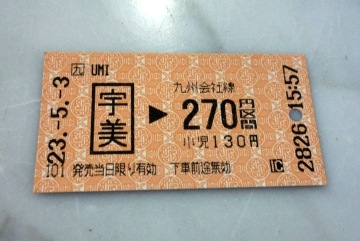 九 UMI
宇美
▶
九州会社線
270円区間
小児130円
23.-5.-3
2826 15:57
101 発売当日限り有効 下車前途無効 IC